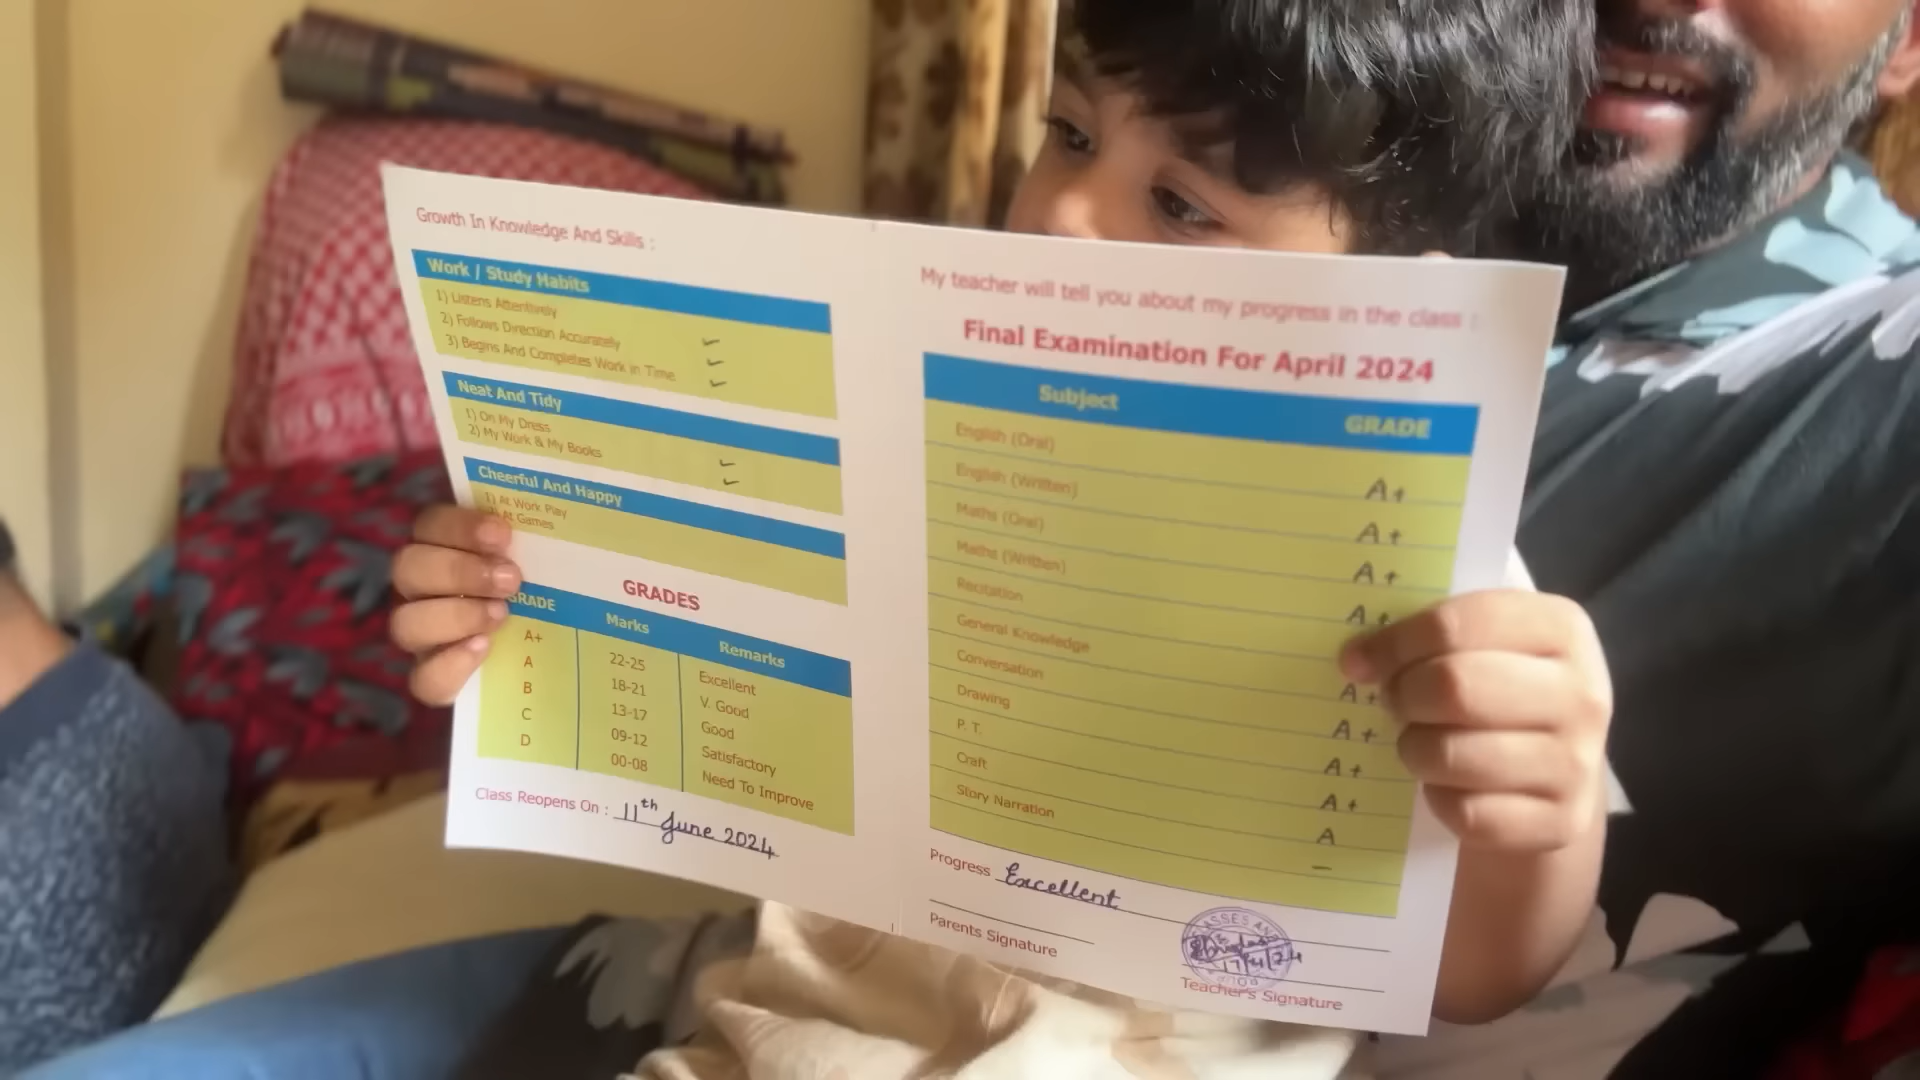 Growth In Knowledge And Skills :
Work / Study Habits
1) Listens Attentively
2) Follows Direction Accurately ✓
3) Begins And Completes Work in Time ✓
✓
Neat And Tidy
1) On My Dress
2) My Work & My Books ✓
✓
Cheerful And Happy
1) At Work Play
At Games
GRADES
GRADE Marks Remarks
A+ 22-25 Excellent
A 18-21 V. Good
B 13-17 Good
C 09-12 Satisfactory
D 00-08 Need To Improve
Class Reopens On : 11th June 2024
My teacher will tell you about my progress in the class :
Final Examination For April 2024
Subject GRADE
English (Oral) A+
English (Written) A+
Maths (Oral) A+
Maths (Written) A+
Recitation
General Knowledge A+
Conversation A+
Drawing A+
P. T. A+
Craft A
Story Narration –
Progress Excellent
Parents Signature
ASSES AN
17/4/24
Teacher's Signature